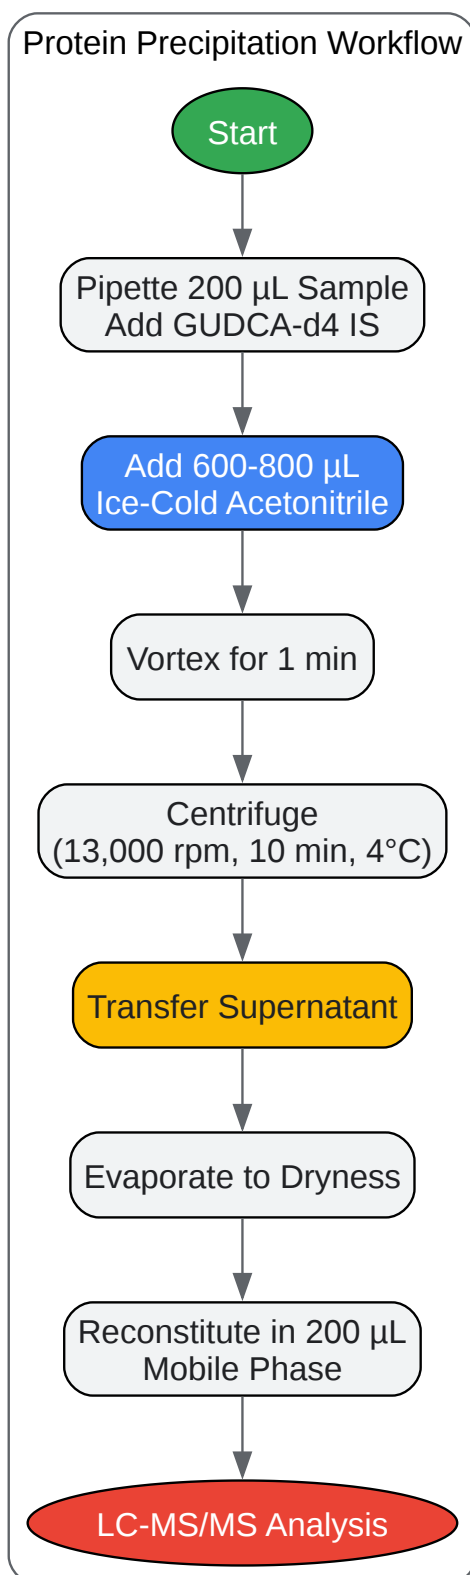 Protein Precipitation Workflow
Start
Pipette 200 µL Sample
Add GUDCA-d4 IS
Add 600-800 µL
Ice-Cold Acetonitrile
Vortex for 1 min
Centrifuge
(13,000 rpm, 10 min, 4°C)
Transfer Supernatant
Evaporate to Dryness
Reconstitute in 200 µL
Mobile Phase
LC-MS/MS Analysis